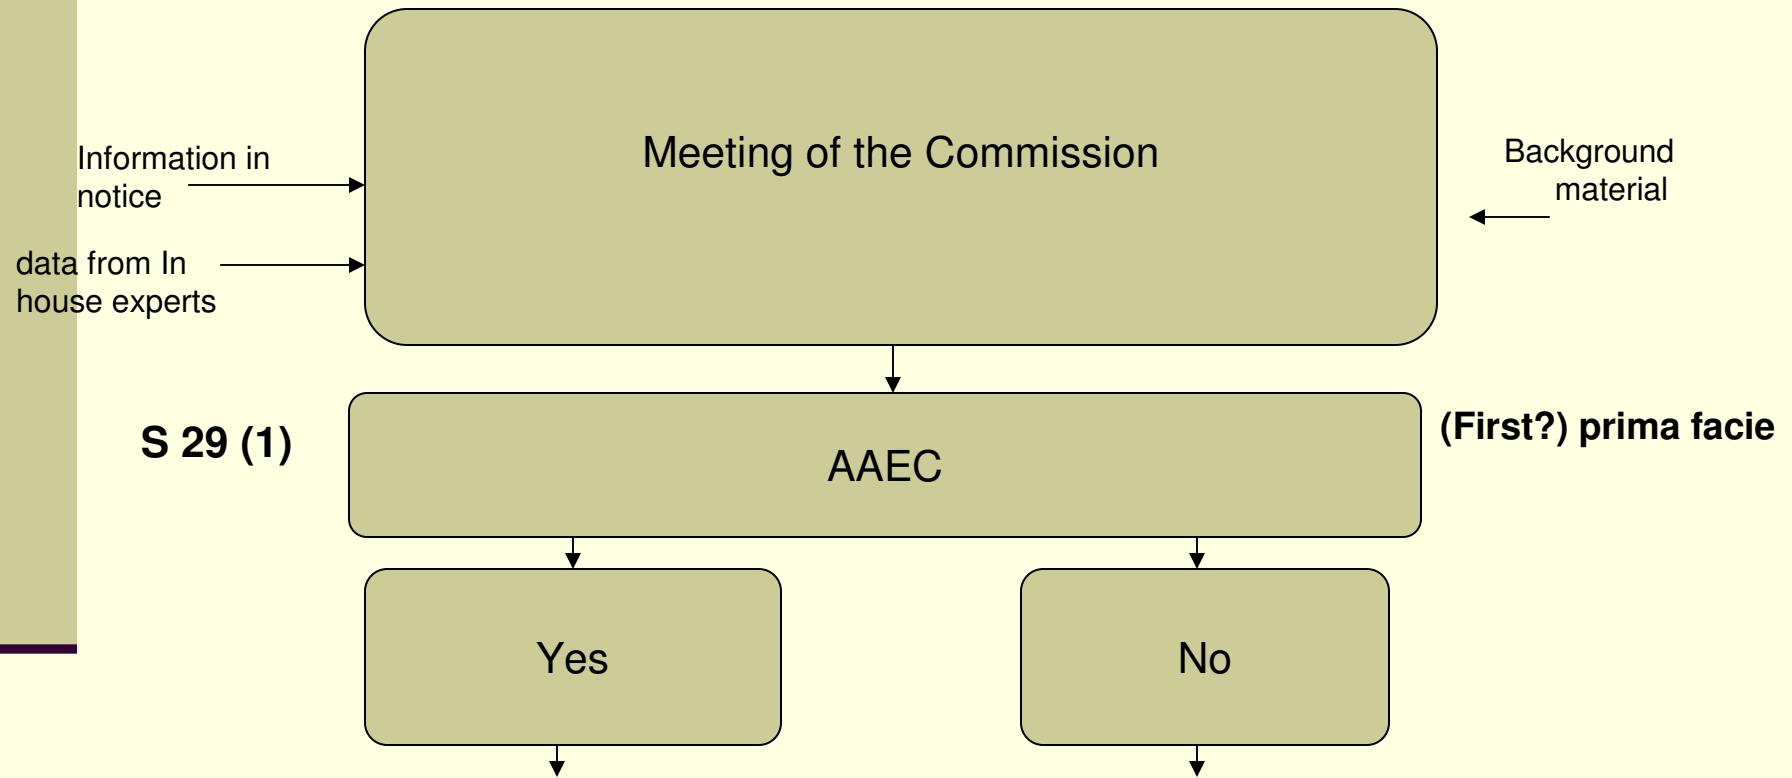 Meeting of the Commission
Information in
notice
Background
material
data from In
house experts
S 29 (1)
AAEC
(First?) prima facie
Yes
No